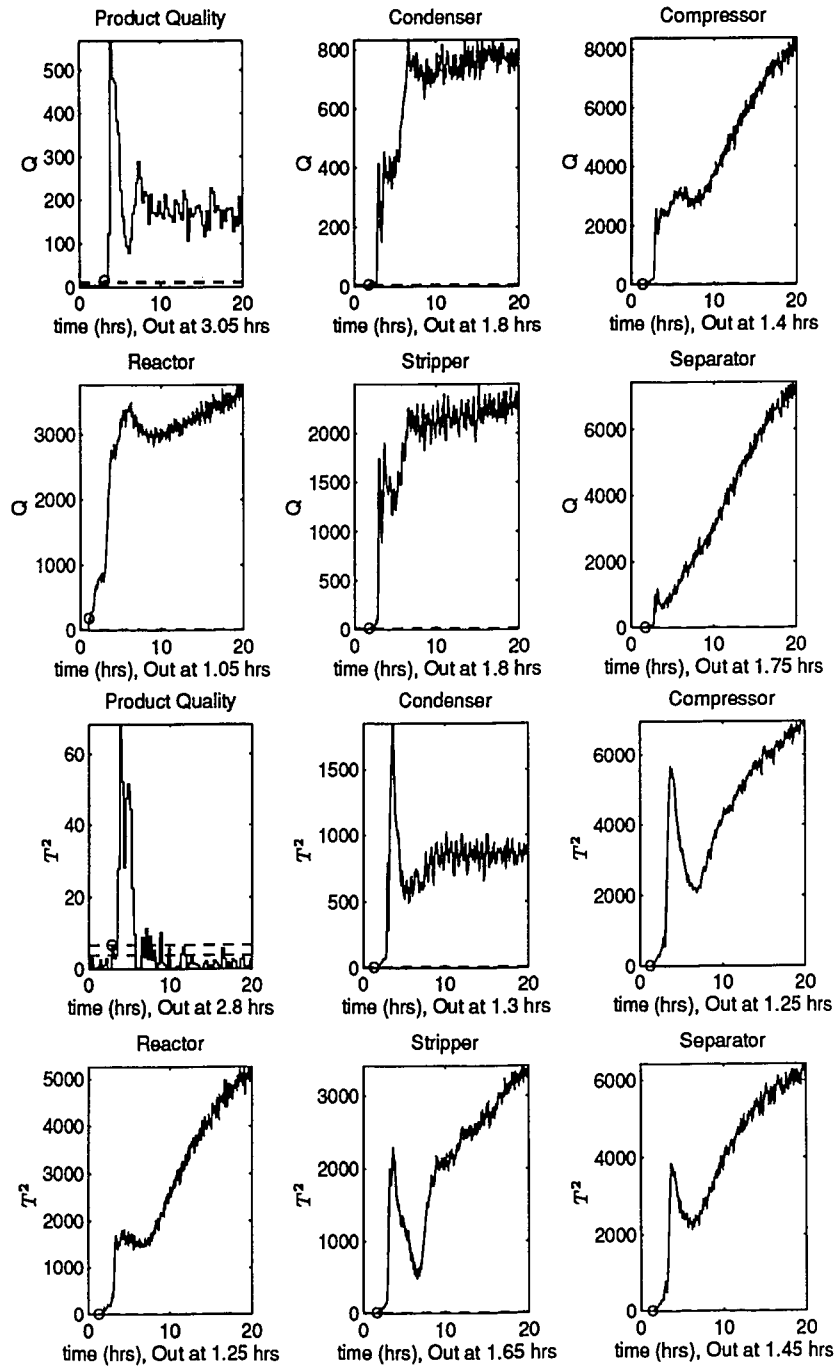 Product Quality Condenser Compressor
500
400
300
200
100
0
Q
0 10 20
time (hrs), Out at 3.05 hrs
800
600
400
200
0
Q
0 10 20
time (hrs), Out at 1.8 hrs
8000
6000
4000
2000
0
Q
0 10 20
time (hrs), Out at 1.4 hrs
Reactor Stripper Separator
3000
2000
1000
0
Q
0 10 20
time (hrs), Out at 1.05 hrs
2000
1500
1000
500
0
Q
0 10 20
time (hrs), Out at 1.8 hrs
6000
4000
2000
0
Q
0 10 20
time (hrs), Out at 1.75 hrs
Product Quality Condenser Compressor
60
40
20
0
T²
0 10 20
time (hrs), Out at 2.8 hrs
1500
1000
500
0
T²
0 10 20
time (hrs), Out at 1.3 hrs
6000
4000
2000
0
T²
0 10 20
time (hrs), Out at 1.25 hrs
Reactor Stripper Separator
5000
4000
3000
2000
1000
0
T²
0 10 20
time (hrs), Out at 1.25 hrs
3000
2000
1000
0
T²
0 10 20
time (hrs), Out at 1.65 hrs
6000
4000
2000
0
T²
0 10 20
time (hrs), Out at 1.45 hrs